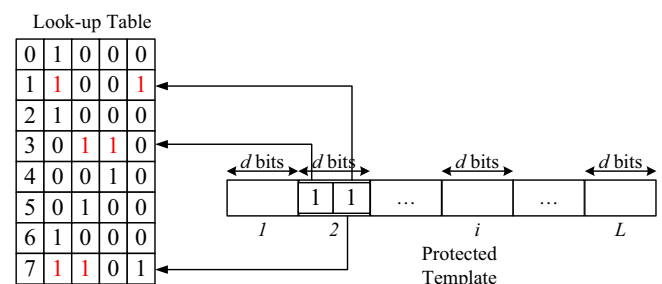 Look-up Table
0 1 0 0 0
1 1 0 0 1
2 1 0 0 0
3 0 1 1 0
4 0 0 1 0
5 0 1 0 0
6 1 0 0 0
7 1 1 0 1
d bits d bits d bits d bits
1 1 … …
1 2 i L
Protected
Template